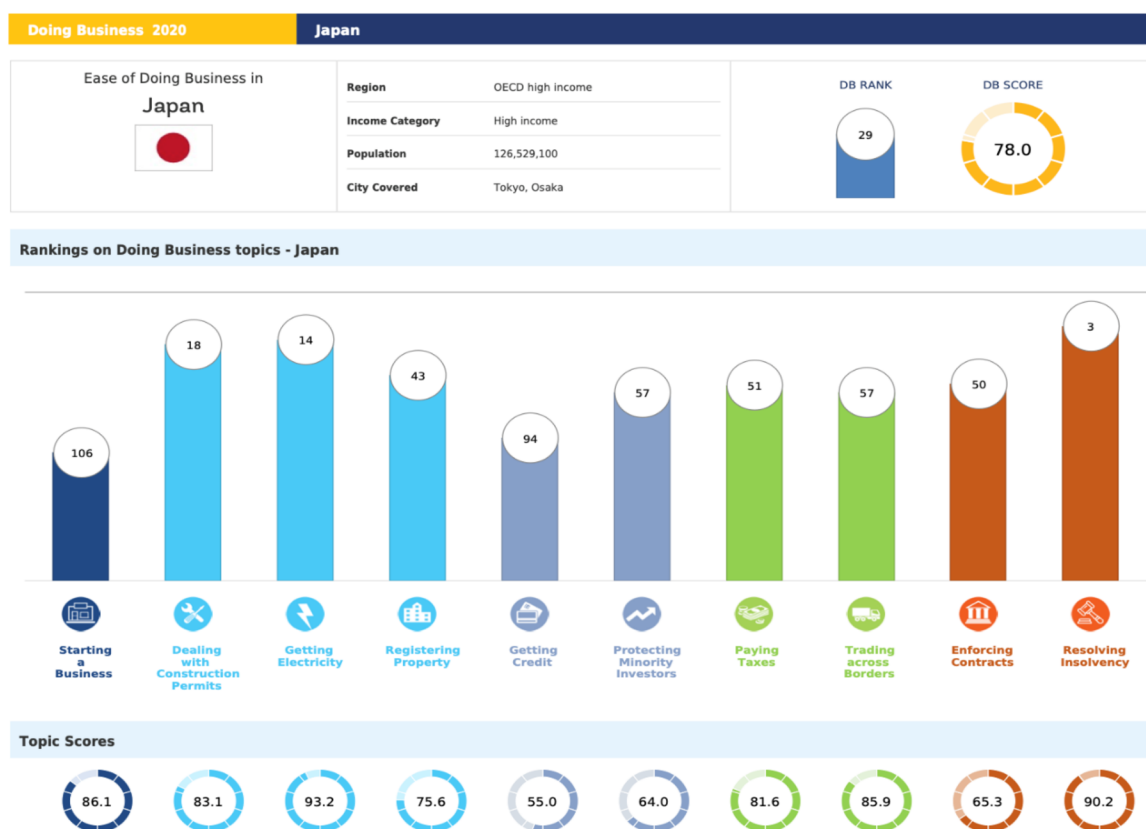 Doing Business 2020
Japan
Ease of Doing Business in
Japan
Region OECD high income
Income Category High income
Population 126,529,100
City Covered Tokyo, Osaka
DB RANK
29
DB SCORE
78.0
Rankings on Doing Business topics - Japan
106
18
14
43
94
57
51
57
50
3
Starting
a
Business
Dealing
with
Construction
Permits
Getting
Electricity
Registering
Property
Getting
Credit
Protecting
Minority
Investors
Paying
Taxes
Trading
across
Borders
Enforcing
Contracts
Resolving
Insolvency
Topic Scores
86.1
83.1
93.2
75.6
55.0
64.0
81.6
85.9
65.3
90.2